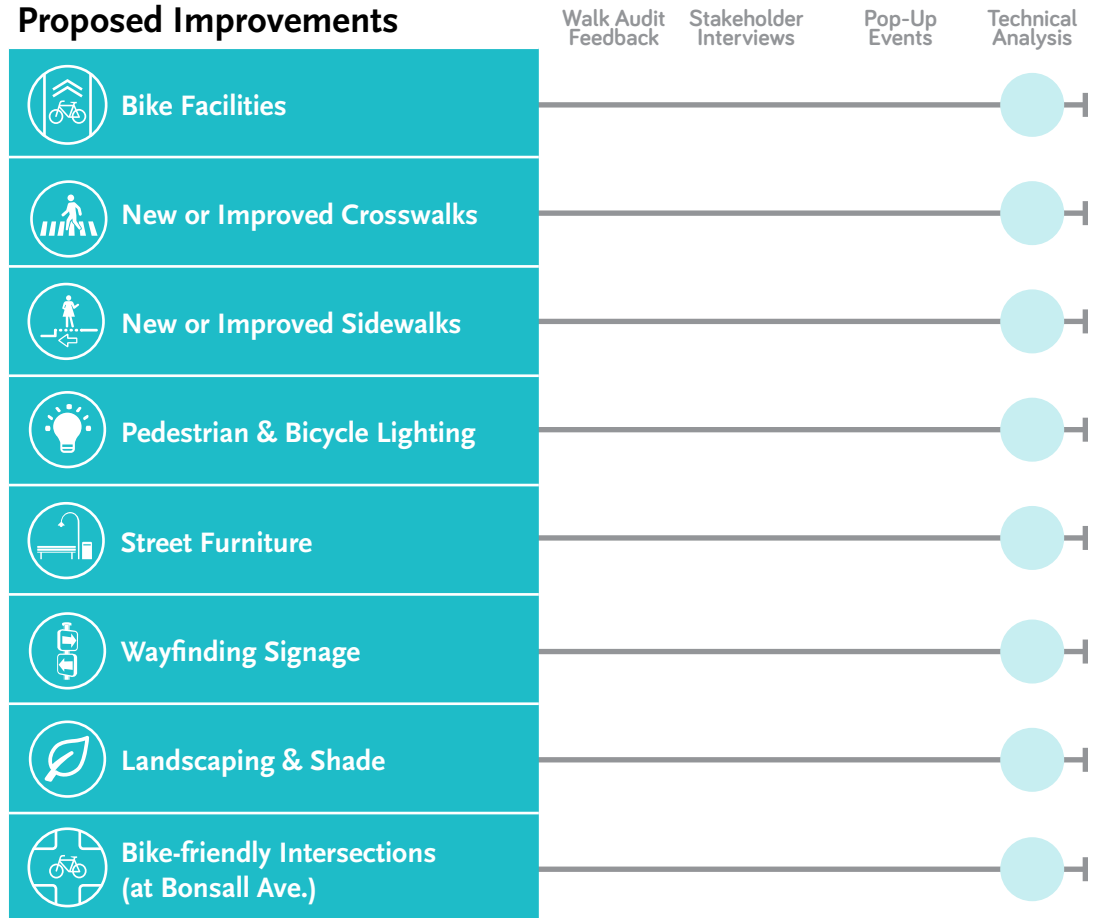 Proposed Improvements
Walk Audit
Feedback
Stakeholder
Interviews
Pop-Up
Events
Technical
Analysis
Bike Facilities
New or Improved Crosswalks
New or Improved Sidewalks
Pedestrian & Bicycle Lighting
Street Furniture
Wayfinding Signage
Landscaping & Shade
Bike-friendly Intersections
(at Bonsall Ave.)